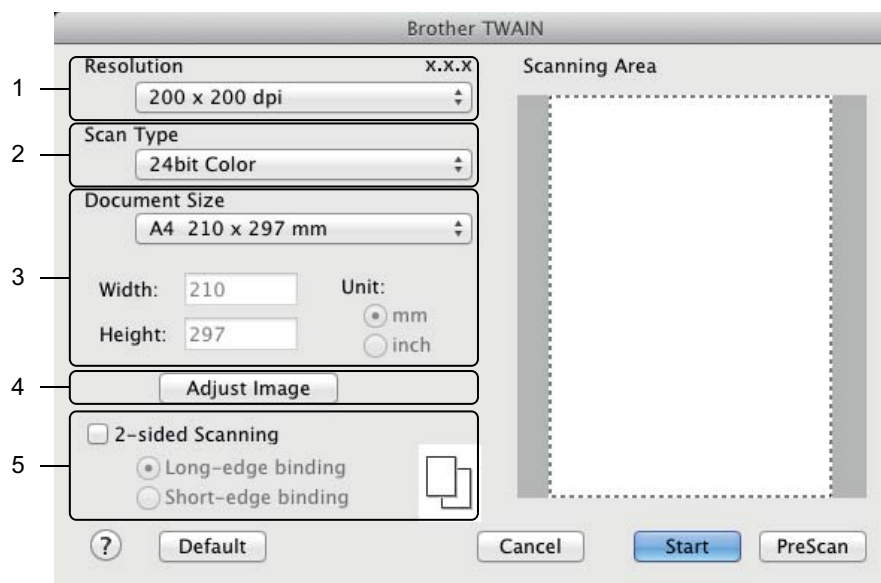 Brother TWAIN
1
Resolution x.x.x
200 x 200 dpi
2
Scan Type
24bit Color
3
Document Size
A4 210 x 297 mm
Width: 210 Unit:
mm
Height: 297
inch
4
Adjust Image
5
2-sided Scanning
Long-edge binding
Short-edge binding
Scanning Area
? Default Cancel Start PreScan